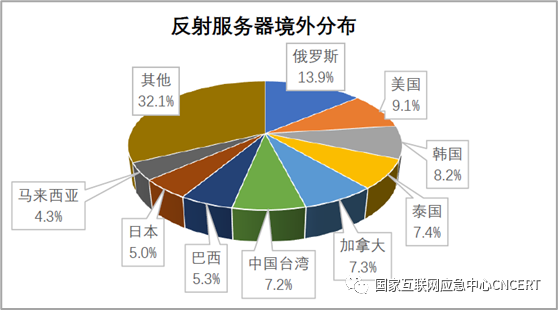 反射服务器境外分布
俄罗斯
13.9%
美国
9.1%
韩国
8.2%
泰国
7.4%
加拿大
7.3%
中国台湾
7.2%
巴西
5.3%
日本
5.0%
马来西亚
4.3%
其他
32.1%
国家互联网应急中心CNCERT